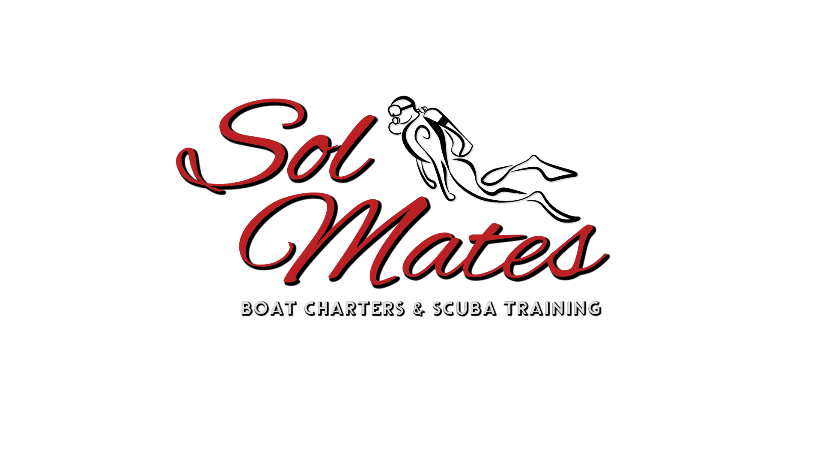 Sol
Mates
BOAT CHARTERS & SCUBA TRAINING